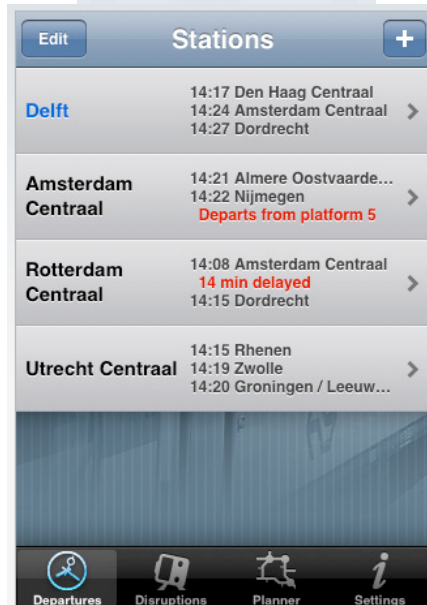 Edit
Stations
+
Delft
14:17 Den Haag Centraal
14:24 Amsterdam Centraal
14:27 Dordrecht
Amsterdam
Centraal
14:21 Almere Oostvaarde...
14:22 Nijmegen
Departs from platform 5
Rotterdam
Centraal
14:08 Amsterdam Centraal
14 min delayed
14:15 Dordrecht
Utrecht Centraal
14:15 Rhenen
14:19 Zwolle
14:20 Groningen / Leeuw...
Departures
Disruptions
Planner
Settings